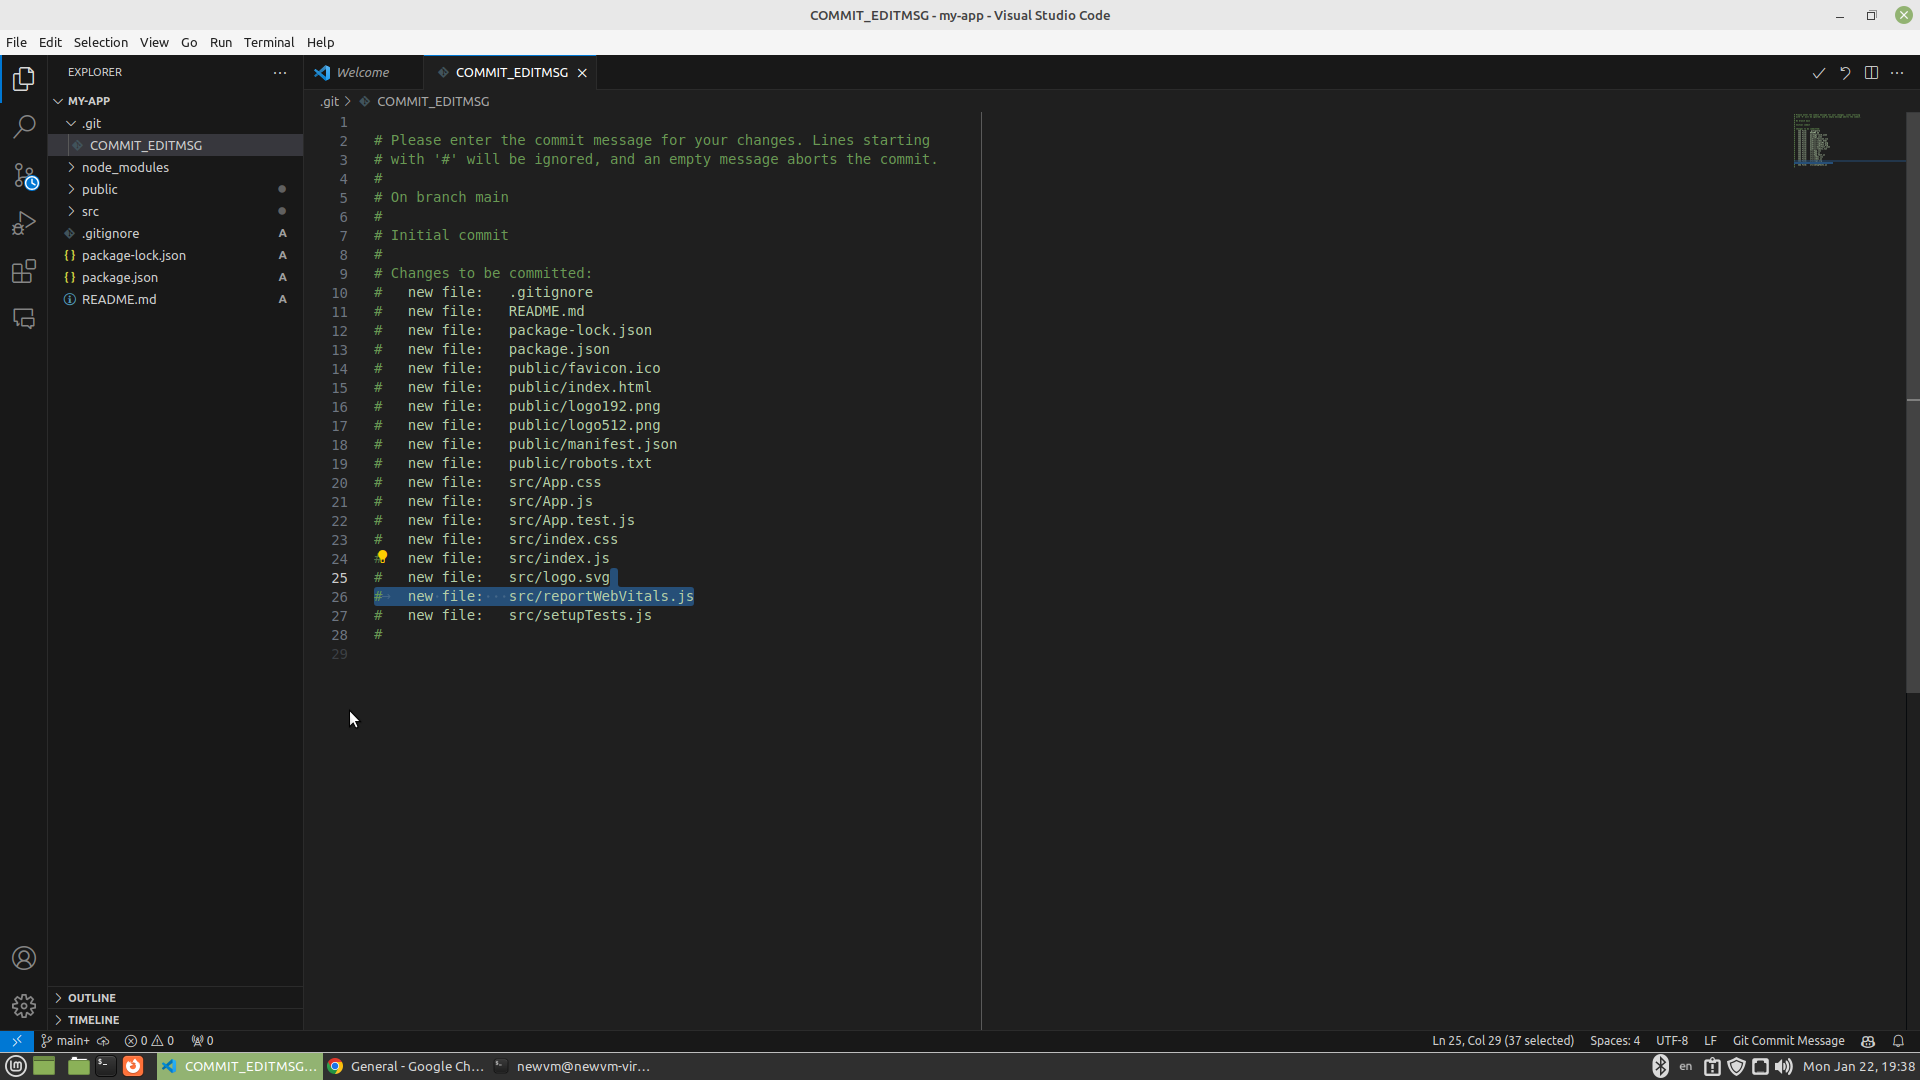 COMMIT_EDITMSG - my-app - Visual Studio Code
File Edit Selection View Go Run Terminal Help
EXPLORER
MY-APP
.git
COMMIT_EDITMSG
node_modules
public
src
.gitignore A
package-lock.json A
package.json A
README.md A
OUTLINE
TIMELINE
Welcome COMMIT_EDITMSG
.git > COMMIT_EDITMSG
1
2 # Please enter the commit message for your changes. Lines starting
3 # with '#' will be ignored, and an empty message aborts the commit.
4 #
5 # On branch main
6 #
7 # Initial commit
8 #
9 # Changes to be committed:
10 # new file: .gitignore
11 # new file: README.md
12 # new file: package-lock.json
13 # new file: package.json
14 # new file: public/favicon.ico
15 # new file: public/index.html
16 # new file: public/logo192.png
17 # new file: public/logo512.png
18 # new file: public/manifest.json
19 # new file: public/robots.txt
20 # new file: src/App.css
21 # new file: src/App.js
22 # new file: src/App.test.js
23 # new file: src/index.css
24 # new file: src/index.js
25 # new file: src/logo.svg
26 # new file: src/reportWebVitals.js
27 # new file: src/setupTests.js
28 #
29
main+ 0 0 0 Ln 25, Col 29 (37 selected) Spaces: 4 UTF-8 LF Git Commit Message
COMMIT_EDITMSG... General - Google Ch... newvm@newvm-vir... en Mon Jan 22, 19:38